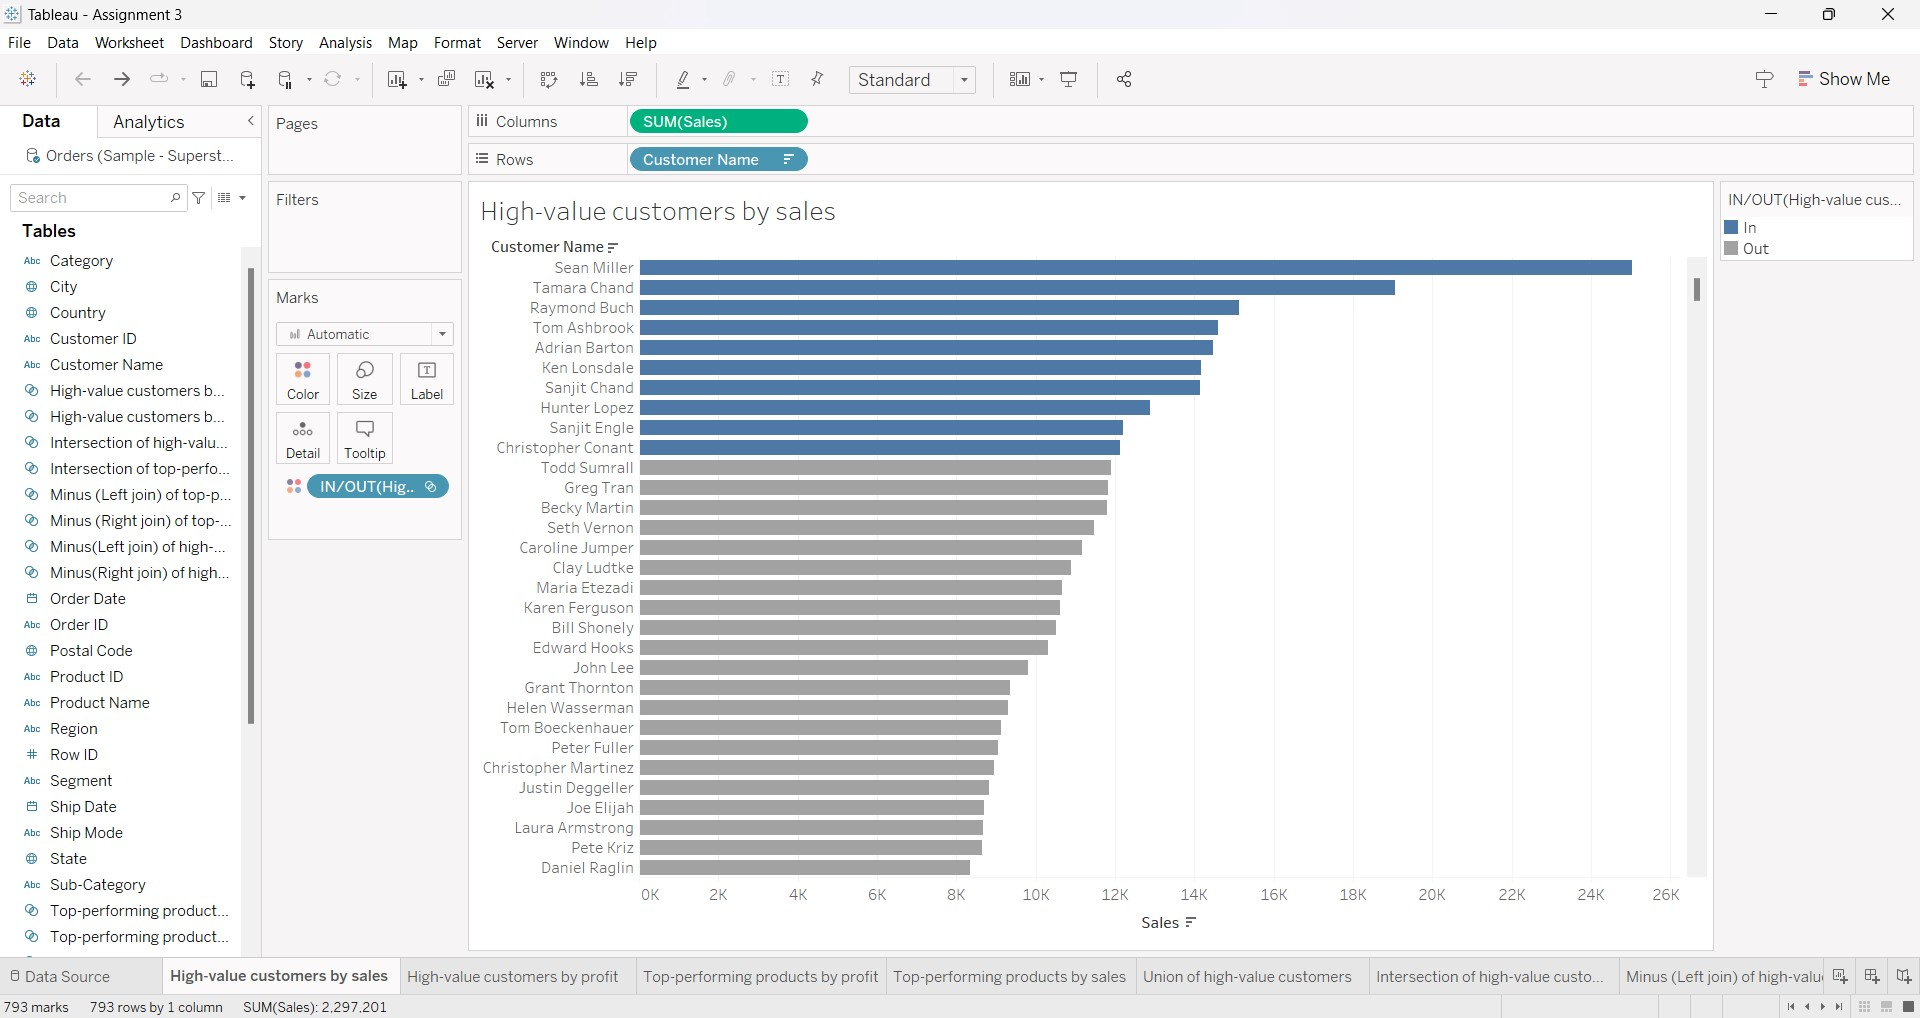 Tableau - Assignment 3
File Data Worksheet Dashboard Story Analysis Map Format Server Window Help
Standard
Show Me
Data
Analytics
Orders (Sample - Superst...
Search
Tables
Abc Category
City
Country
Abc Customer ID
Abc Customer Name
High-value customers b...
High-value customers b...
Intersection of high-valu...
Intersection of top-perfo...
Minus (Left join) of top-p...
Minus (Right join) of top-...
Minus(Left join) of high-...
Minus(Right join) of high...
Order Date
Abc Order ID
Postal Code
Abc Product ID
Abc Product Name
Abc Region
# Row ID
Abc Segment
Ship Date
Abc Ship Mode
State
Abc Sub-Category
Top-performing product...
Top-performing product...
Pages
Filters
Marks
Automatic
Color
Size
Label
Detail
Tooltip
IN/OUT(Hig..
Columns
SUM(Sales)
Rows
Customer Name
High-value customers by sales
Customer Name
Sean Miller
Tamara Chand
Raymond Buch
Tom Ashbrook
Adrian Barton
Ken Lonsdale
Sanjit Chand
Hunter Lopez
Sanjit Engle
Christopher Conant
Todd Sumrall
Greg Tran
Becky Martin
Seth Vernon
Caroline Jumper
Clay Ludtke
Maria Etezadi
Karen Ferguson
Bill Shonely
Edward Hooks
John Lee
Grant Thornton
Helen Wasserman
Tom Boeckenhauer
Peter Fuller
Christopher Martinez
Justin Deggeller
Joe Elijah
Laura Armstrong
Pete Kriz
Daniel Raglin
0K 2K 4K 6K 8K 10K 12K 14K 16K 18K 20K 22K 24K 26K
Sales
IN/OUT(High-value cus...
In
Out
Data Source
High-value customers by sales
High-value customers by profit
Top-performing products by profit
Top-performing products by sales
Union of high-value customers
Intersection of high-value custo...
Minus (Left join) of high-valu
793 marks 793 rows by 1 column SUM(Sales): 2,297,201